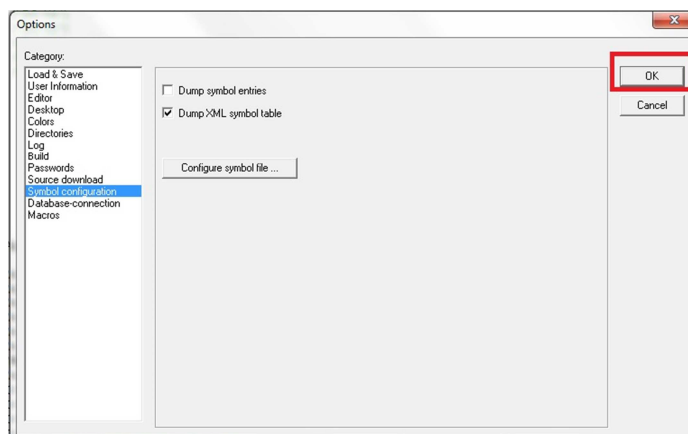 Options
Category:
Load & Save
User Information
Editor
Desktop
Colors
Directories
Log
Build
Passwords
Source download
Symbol configuration
Database-connection
Macros
Dump symbol entries
Dump XML symbol table
Configure symbol file ...
OK
Cancel